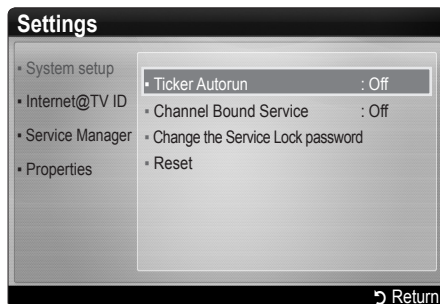 Settings
System setup
Internet@TV ID
Service Manager
Properties
Ticker Autorun : Off
Channel Bound Service : Off
Change the Service Lock password
Reset
Return